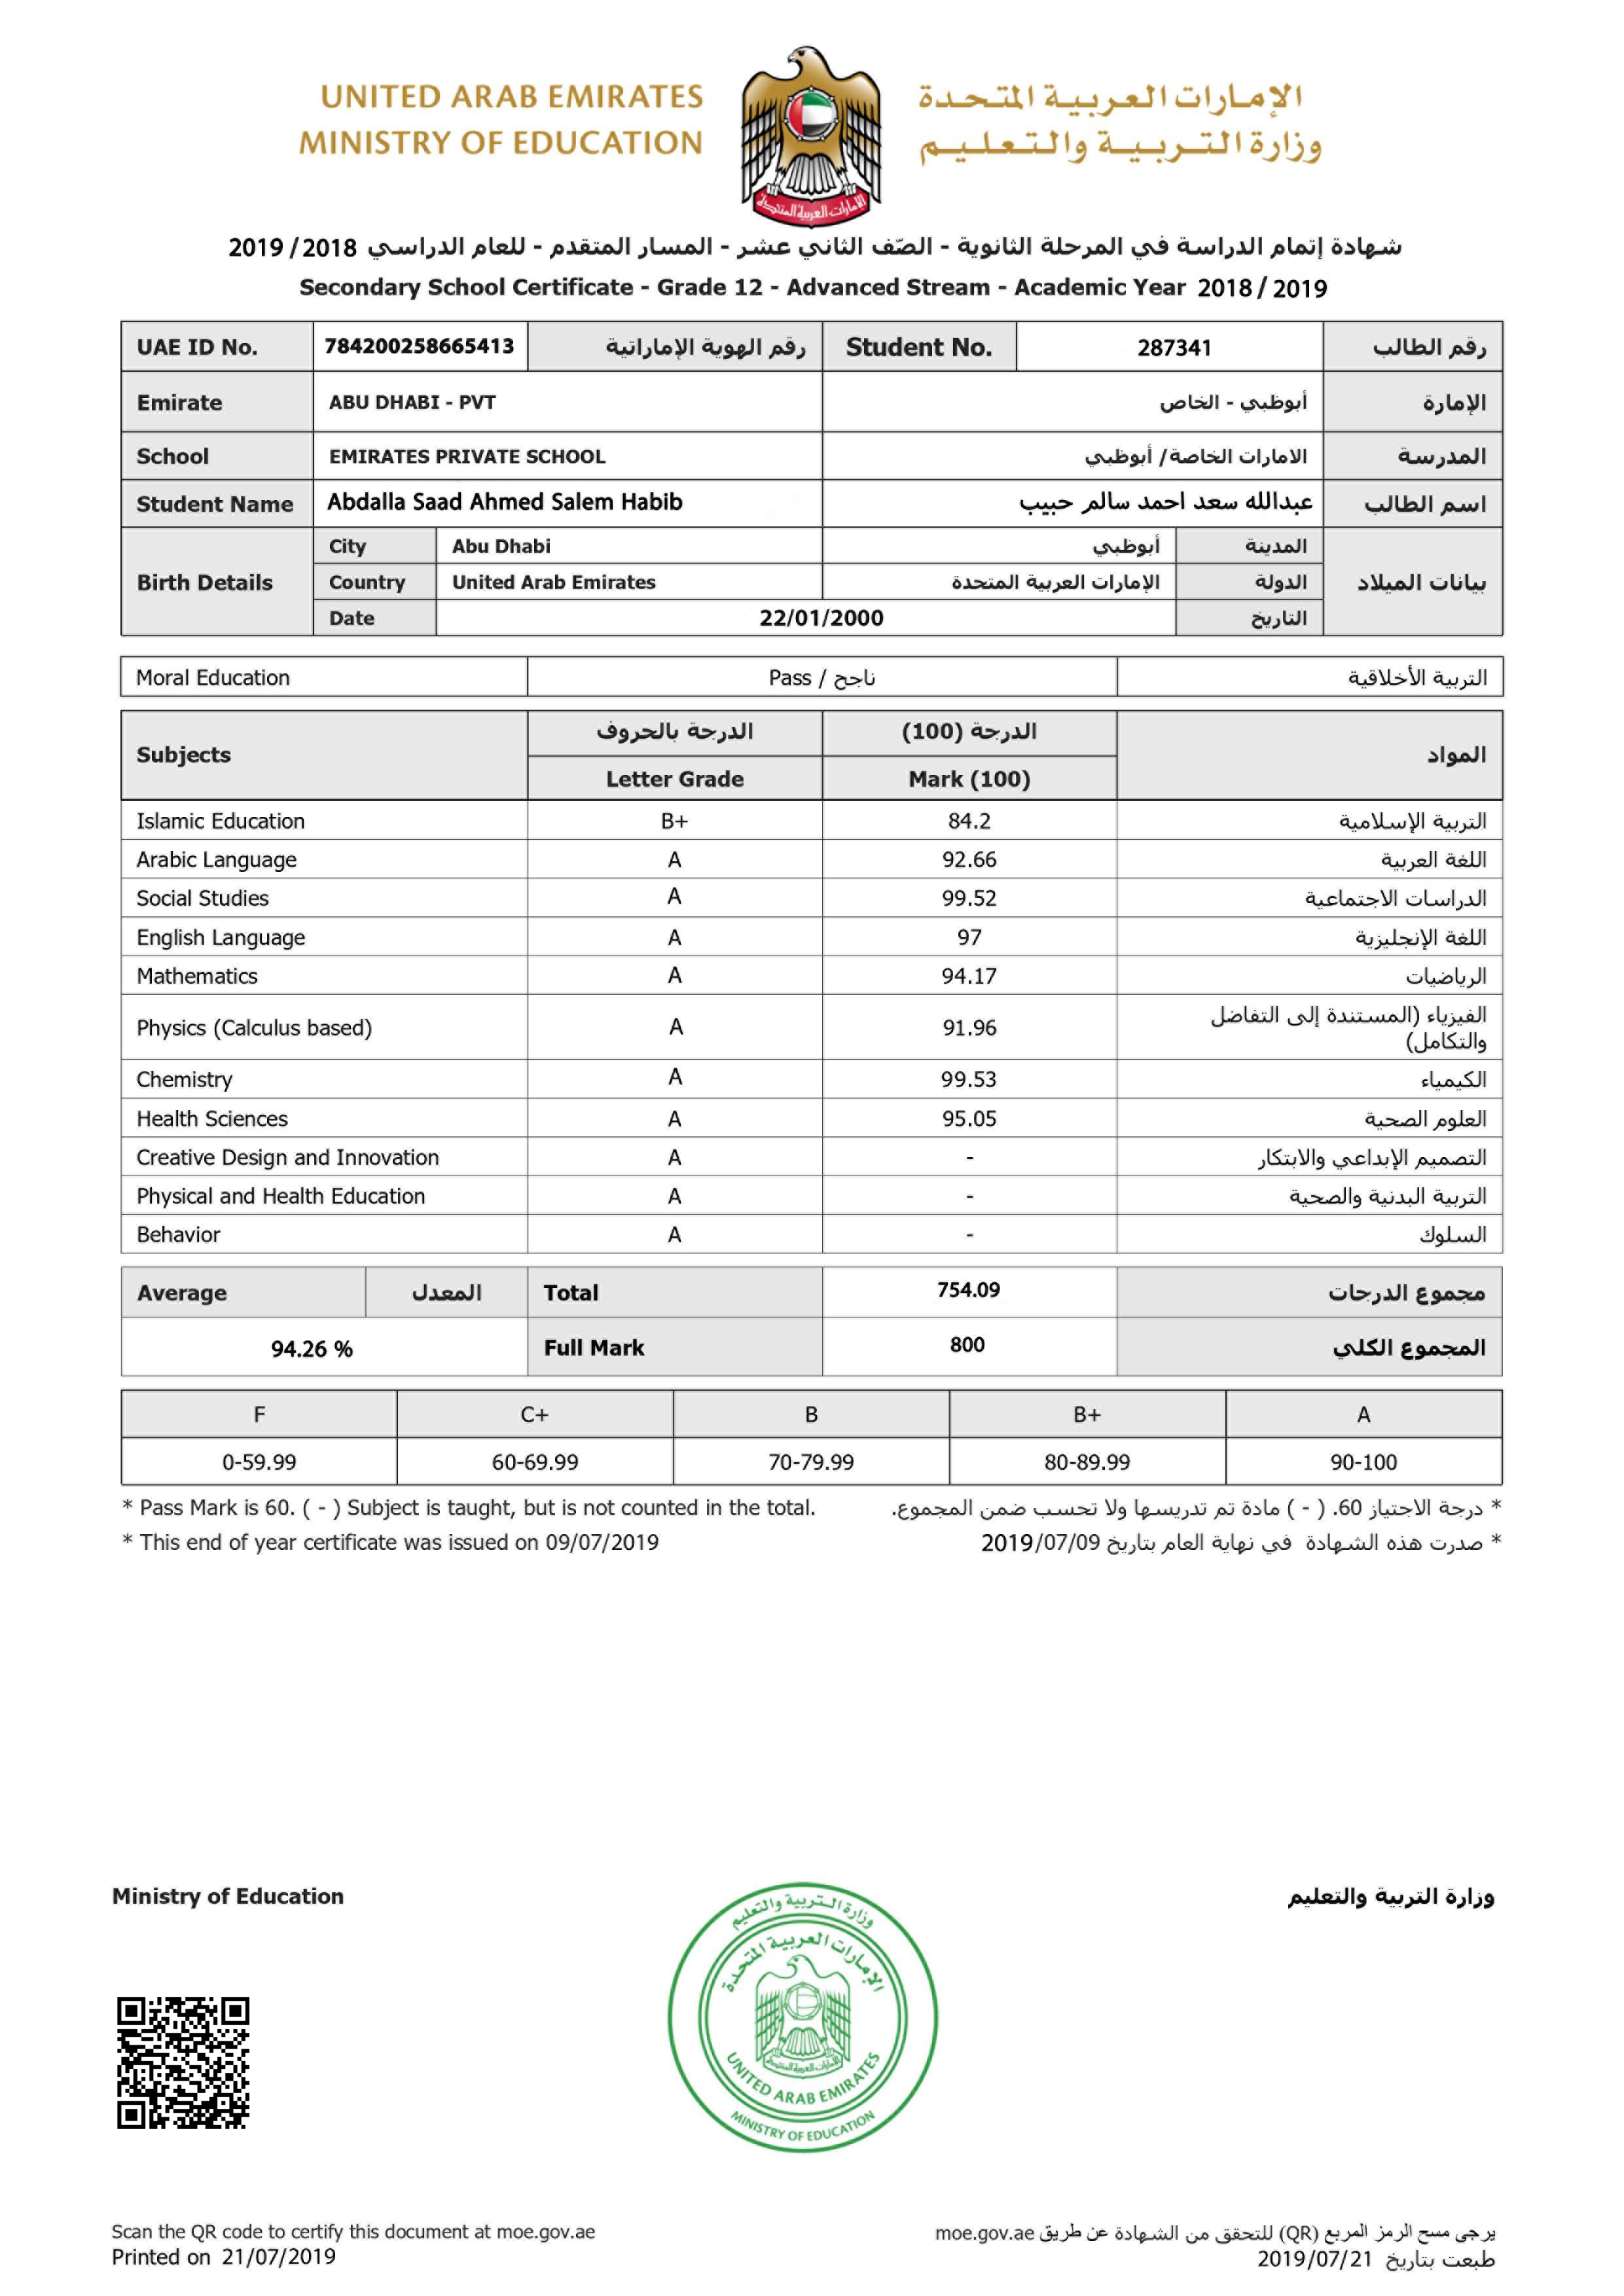 UNITED ARAB EMIRATES
MINISTRY OF EDUCATION
الإمارات العربية المتحدة
وزارة التربية والتعليم
الإمارات العربية المتحدة
شهادة إتمام الدراسة في المرحلة الثانوية - الصّف الثاني عشر - المسار المتقدم - للعام الدراسي 2018/ 2019
Secondary School Certificate - Grade 12 - Advanced Stream - Academic Year 2018 / 2019
UAE ID No. 784200258665413 رقم الهوية الإماراتية Student No. 287341 رقم الطالب
Emirate ABU DHABI - PVT أبوظبي - الخاص الإمارة
School EMIRATES PRIVATE SCHOOL الامارات الخاصة/ أبوظبي المدرسة
Student Name Abdalla Saad Ahmed Salem Habib عبدالله سعد احمد سالم حبيب اسم الطالب
Birth Details City Abu Dhabi أبوظبي المدينة بيانات الميلاد
Country United Arab Emirates الإمارات العربية المتحدة الدولة
Date 22/01/2000 التاريخ
Moral Education Pass / ناجح التربية الأخلاقية
Subjects الدرجة بالحروف الدرجة (100) المواد
Letter Grade Mark (100)
Islamic Education B+ 84.2 التربية الإسلامية
Arabic Language A 92.66 اللغة العربية
Social Studies A 99.52 الدراسات الاجتماعية
English Language A 97 اللغة الإنجليزية
Mathematics A 94.17 الرياضيات
Physics (Calculus based) A 91.96 الفيزياء (المستندة إلى التفاضل
والتكامل)
Chemistry A 99.53 الكيمياء
Health Sciences A 95.05 العلوم الصحية
Creative Design and Innovation A - التصميم الإبداعي والابتكار
Physical and Health Education A - التربية البدنية والصحية
Behavior A - السلوك
Average المعدل Total 754.09 مجموع الدرجات
94.26 % Full Mark 800 المجموع الكلي
F C+ B B+ A
0-59.99 60-69.99 70-79.99 80-89.99 90-100
* Pass Mark is 60. ( - ) Subject is taught, but is not counted in the total.
* درجة الاجتياز 60. ( - ) مادة تم تدريسها ولا تحسب ضمن المجموع.
* This end of year certificate was issued on 09/07/2019
* صدرت هذه الشهادة في نهاية العام بتاريخ 2019/07/09
Ministry of Education وزارة التربية والتعليم
وزارة التربية والتعليم
الإمارات العربية المتحدة
الإمارات العربية المتحدة
UNITED ARAB EMIRATES
MINISTRY OF EDUCATION
Scan the QR code to certify this document at moe.gov.ae
يرجى مسح الرمز المربع (QR) للتحقق من الشهادة عن طريق moe.gov.ae
Printed on 21/07/2019
طبعت بتاريخ 2019/07/21